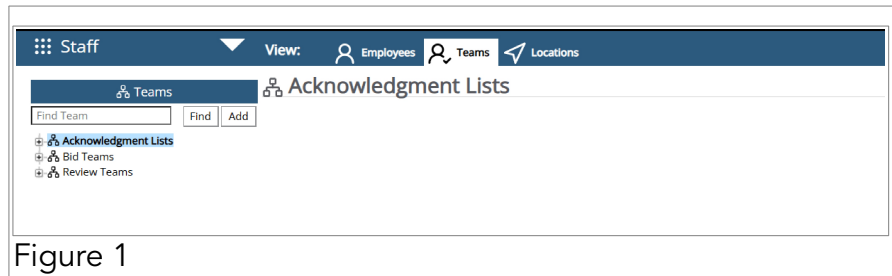 Staff View: Employees Teams Locations
Teams
Acknowledgment Lists
Find Team Find Add
Acknowledgment Lists
Bid Teams
Review Teams
Figure 1